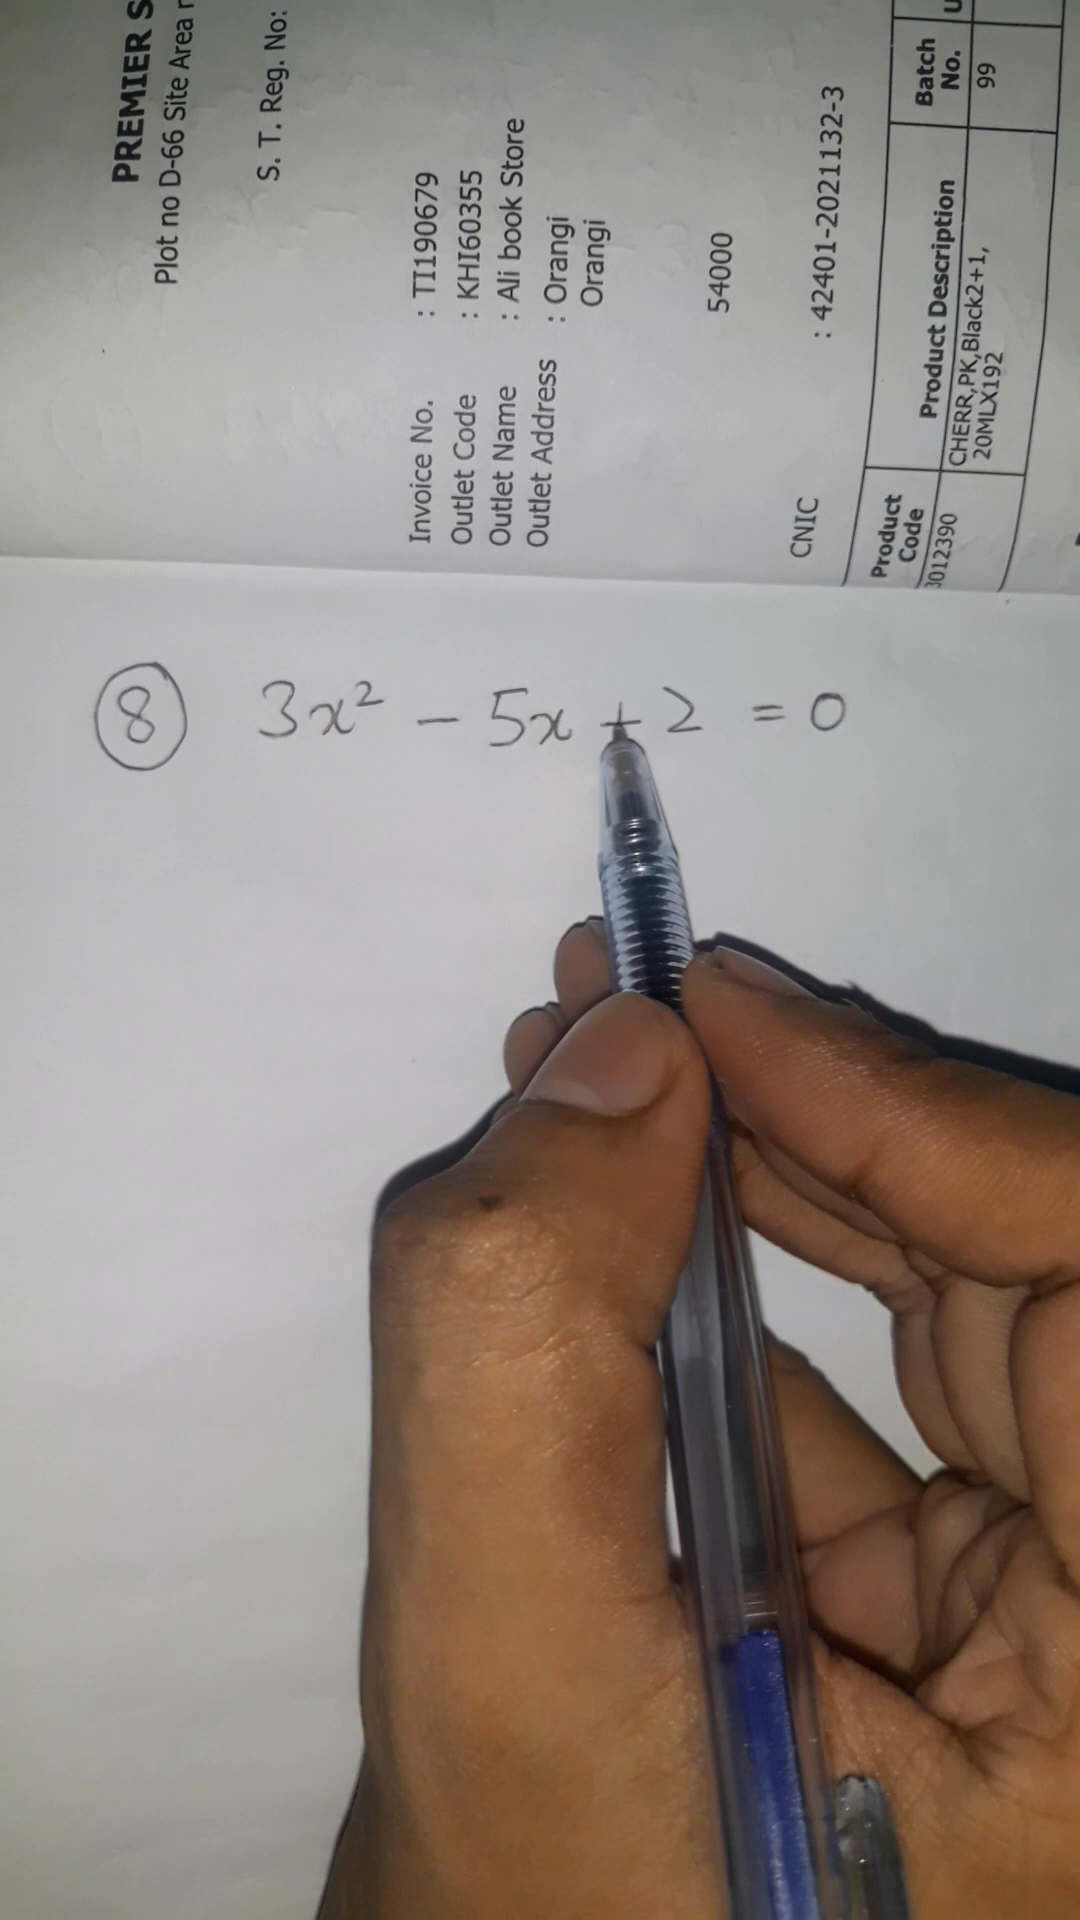 PREMIER S
Plot no D-66 Site Area
S. T. Reg. No:
Invoice No. : TI190679
Outlet Code : KHI60355
Outlet Name : Ali book Store
Outlet Address : Orangi
Orangi
54000
CNIC : 42401-2021132-3
Product Code Product Description Batch No.
3012390 CHERR,PK,Black2+1, 20MLX192 99
⑧ 3x² - 5x + 2 = 0